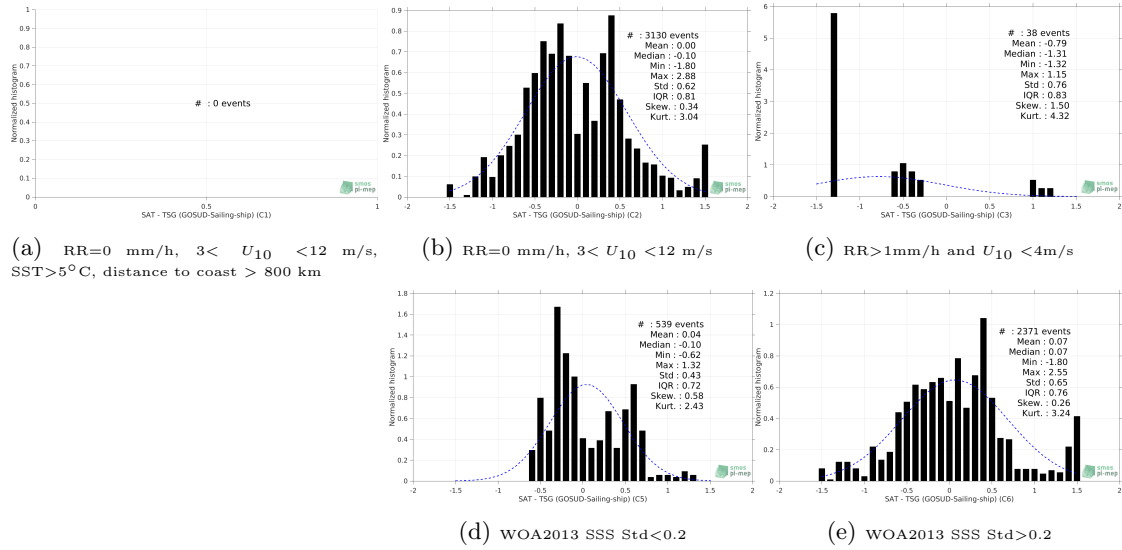 1
0.9
0.8
0.7
0.6
0.5
0.4
0.3
0.2
0.1
0
Normalized histogram
# : 0 events
smos
pi-mep
0 0.5 1
SAT - TSG (GOSUD-Sailing-ship) (C1)
(a) RR=0 mm/h, 3< U10 <12 m/s,
SST>5°C, distance to coast > 800 km
0.9
0.8
0.7
0.6
0.5
0.4
0.3
0.2
0.1
0
Normalized histogram
# : 3130 events
Mean : 0.00
Median : -0.10
Min : -1.80
Max : 2.88
Std : 0.62
IQR : 0.81
Skew. : 0.34
Kurt. : 3.04
smos
pi-mep
-2 -1.5 -1 -0.5 0 0.5 1 1.5 2
SAT - TSG (GOSUD-Sailing-ship) (C2)
(b) RR=0 mm/h, 3< U10 <12 m/s
6
5
4
3
2
1
0
Normalized histogram
# : 38 events
Mean : -0.79
Median : -1.31
Min : -1.32
Max : 1.15
Std : 0.76
IQR : 0.83
Skew. : 1.50
Kurt. : 4.32
smos
pi-mep
-2 -1.5 -1 -0.5 0 0.5 1 1.5 2
SAT - TSG (GOSUD-Sailing-ship) (C3)
(c) RR>1mm/h and U10 <4m/s
1.8
1.6
1.4
1.2
1
0.8
0.6
0.4
0.2
0
Normalized histogram
# : 539 events
Mean : 0.04
Median : -0.10
Min : -0.62
Max : 1.32
Std : 0.43
IQR : 0.72
Skew. : 0.58
Kurt. : 2.43
smos
pi-mep
-2 -1.5 -1 -0.5 0 0.5 1 1.5 2
SAT - TSG (GOSUD-Sailing-ship) (C5)
(d) WOA2013 SSS Std<0.2
1.2
1
0.8
0.6
0.4
0.2
0
Normalized histogram
# : 2371 events
Mean : 0.07
Median : 0.07
Min : -1.80
Max : 2.55
Std : 0.65
IQR : 0.76
Skew. : 0.26
Kurt. : 3.24
smos
pi-mep
-2 -1.5 -1 -0.5 0 0.5 1 1.5 2
SAT - TSG (GOSUD-Sailing-ship) (C6)
(e) WOA2013 SSS Std>0.2